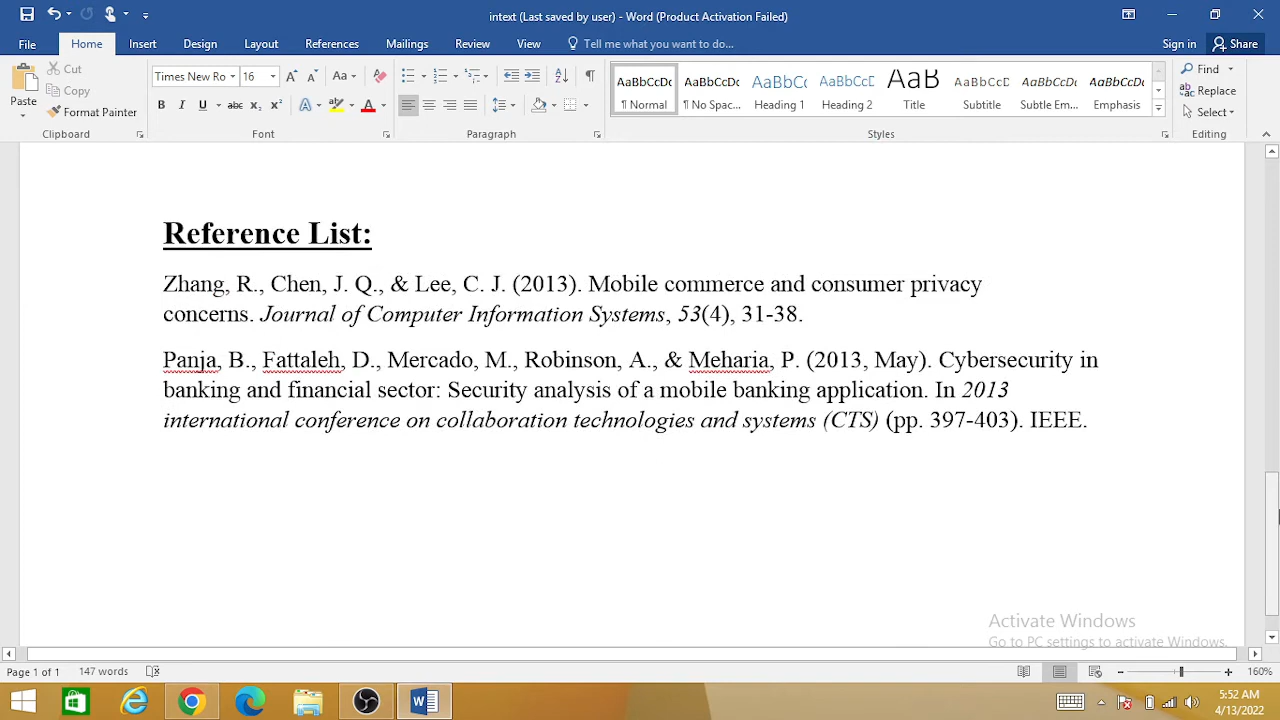 intext (Last saved by user) - Word (Product Activation Failed)
File Home Insert Design Layout References Mailings Review View Tell me what you want to do... Sign in Share
Paste
Cut
Copy
Format Painter
Clipboard
Times New Ro 16 A A Aa
B I U abc x₂ x² A ab A
Font
Paragraph
AaBbCcDc AaBbCcDc AaBbCc AaBbCcD AaB AaBbCcD AaBbCcDc AaBbCcDc
¶ Normal ¶ No Spac... Heading 1 Heading 2 Title Subtitle Subtle Em... Emphasis
Styles
Find
Replace
Select
Editing
Reference List:
Zhang, R., Chen, J. Q., & Lee, C. J. (2013). Mobile commerce and consumer privacy
concerns. Journal of Computer Information Systems, 53(4), 31-38.
Panja, B., Fattaleh, D., Mercado, M., Robinson, A., & Meharia, P. (2013, May). Cybersecurity in
banking and financial sector: Security analysis of a mobile banking application. In 2013
international conference on collaboration technologies and systems (CTS) (pp. 397-403). IEEE.
Activate Windows
Go to PC settings to activate Windows.
Page 1 of 1 147 words 160%
5:52 AM
4/13/2022